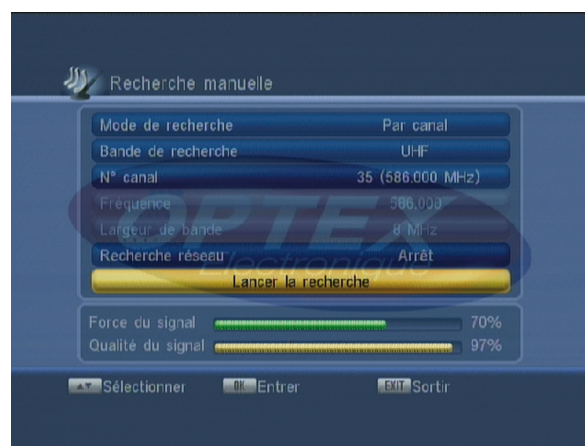 Recherche manuelle
Mode de recherche Par canal
Bande de recherche UHF
N° canal 35 (586.000 MHz)
Fréquence 586.000
Largeur de bande 8 MHz
Recherche réseau Arrêt
Lancer la recherche
OPTEX
Electronique
Force du signal 70%
Qualité du signal 97%
Sélectionner OK Entrer EXIT Sortir